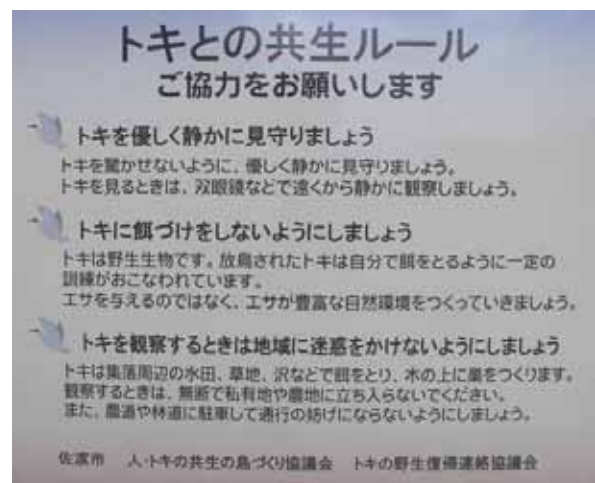 トキとの共生ルール
ご協力をお願いします
トキを優しく静かに見守りましょう
トキを驚かせないように、優しく静かに見守りましょう。
トキを見るときは、双眼鏡などで遠くから静かに観察しましょう。
トキに餌づけをしないようにしましょう
トキは野生生物です。放鳥されたトキは自分で餌をとるように一定の
訓練がおこなわれています。
エサを与えるのではなく、エサが豊富な自然環境をつくっていきましょう。
トキを観察するときは地域に迷惑をかけないようにしましょう
トキは集落周辺の水田、草地、沢などで餌をとり、木の上に巣をつくります。
観察するときは、無断で私有地や農地に立ち入らないでください。
また、農道や林道に駐車して通行の妨げにならないようにしましょう。
佐渡市 人・トキの共生の島づくり協議会 トキの野生復帰連絡協議会